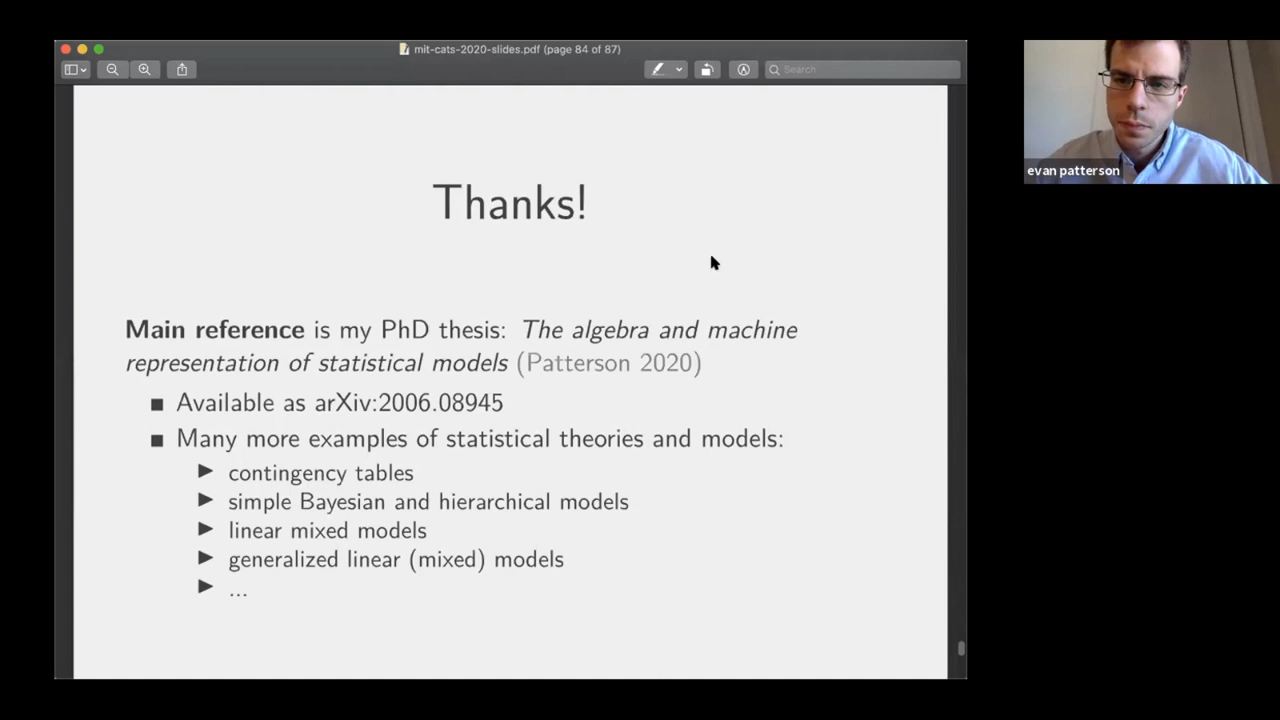 mit-cats-2020-slides.pdf (page 84 of 87)
Search
Thanks!
Main reference is my PhD thesis: The algebra and machine
representation of statistical models (Patterson 2020)
■ Available as arXiv:2006.08945
■ Many more examples of statistical theories and models:
▶ contingency tables
▶ simple Bayesian and hierarchical models
▶ linear mixed models
▶ generalized linear (mixed) models
▶ ...
evan patterson